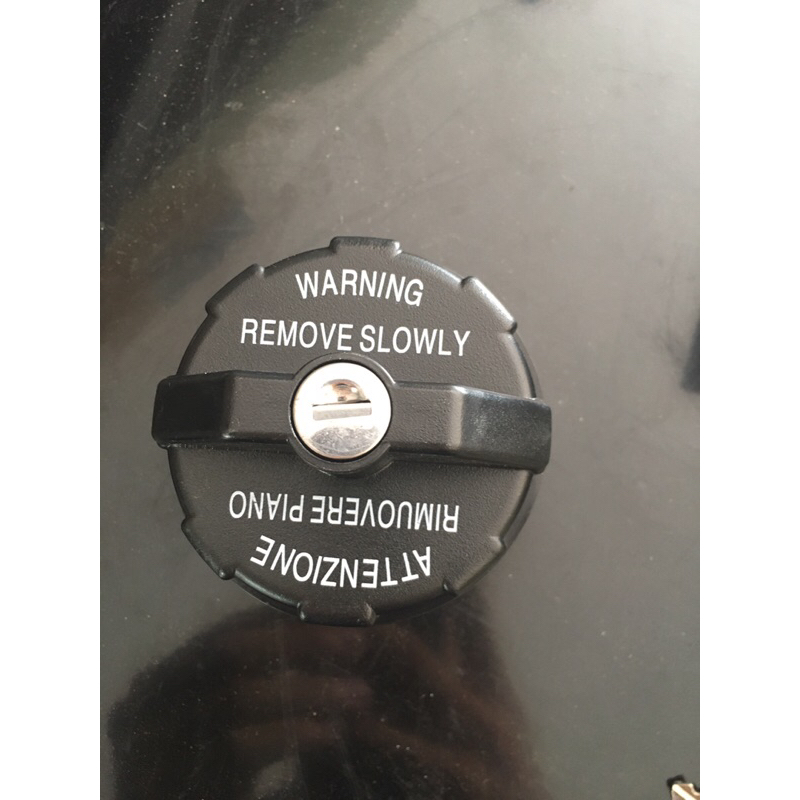 WARNING
REMOVE SLOWLY
ATTENZIONE
RIMUOVERE PIANO